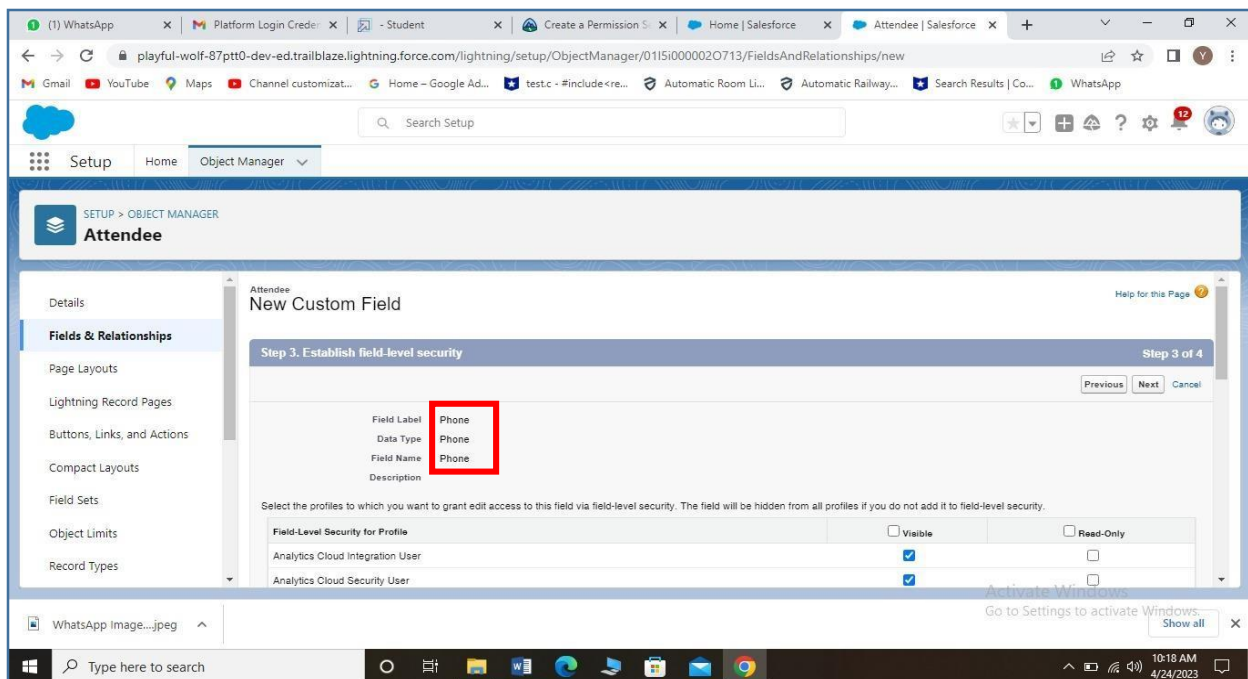 (1) WhatsApp
Platform Login Creder
- Student
Create a Permission S
Home | Salesforce
Attendee | Salesforce
playful-wolf-87ptt0-dev-ed.trailblaze.lightning.force.com/lightning/setup/ObjectManager/01I5i000002O713/FieldsAndRelationships/new
Y
Gmail YouTube Maps Channel customizat... Home – Google Ad... test.c - #include<re... Automatic Room Li... Automatic Railway... Search Results | Co... WhatsApp
Search Setup
12
Setup Home Object Manager
SETUP > OBJECT MANAGER
Attendee
Details
Fields & Relationships
Page Layouts
Lightning Record Pages
Buttons, Links, and Actions
Compact Layouts
Field Sets
Object Limits
Record Types
Attendee
New Custom Field
Help for this Page
Step 3. Establish field-level security Step 3 of 4
Previous Next Cancel
Field Label Phone
Data Type Phone
Field Name Phone
Description
Select the profiles to which you want to grant edit access to this field via field-level security. The field will be hidden from all profiles if you do not add it to field-level security.
Field-Level Security for Profile Visible Read-Only
Analytics Cloud Integration User
Analytics Cloud Security User
Activate Windows
Go to Settings to activate Windows.
WhatsApp Image....jpeg
Show all
Type here to search
10:18 AM
4/24/2023